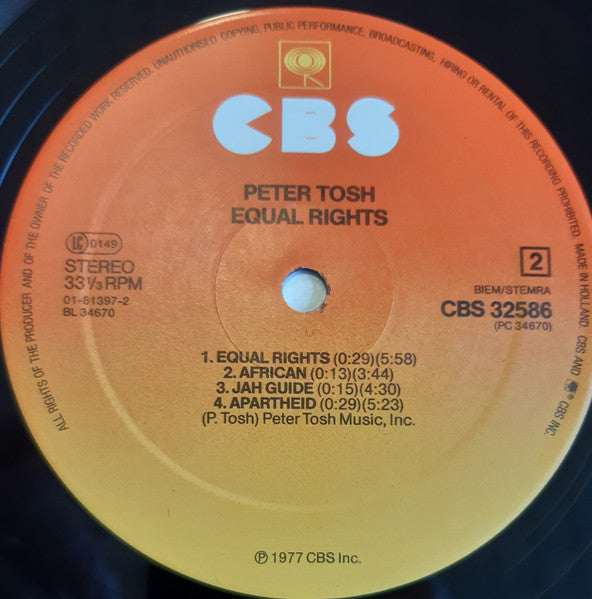 ALL RIGHTS OF THE PRODUCER AND OF THE OWNER OF THE RECORDED WORK RESERVED. UNAUTHORISED COPYING, PUBLIC PERFORMANCE, BROADCASTING, HIRING OR RENTAL OF THIS RECORDING PROHIBITED. MADE IN HOLLAND. CBS AND ® CBS INC.
CBS
PETER TOSH
EQUAL RIGHTS
LC 0149
STEREO
33 1/3 RPM
01-81397-2
BL 34670
2
BIEM/STEMRA
CBS 32586
(PC 34670)
1. EQUAL RIGHTS (0:29)(5:58)
2. AFRICAN (0:13)(3:44)
3. JAH GUIDE (0:15)(4:30)
4. APARTHEID (0:29)(5:23)
(P. Tosh) Peter Tosh Music, Inc.
℗ 1977 CBS Inc.